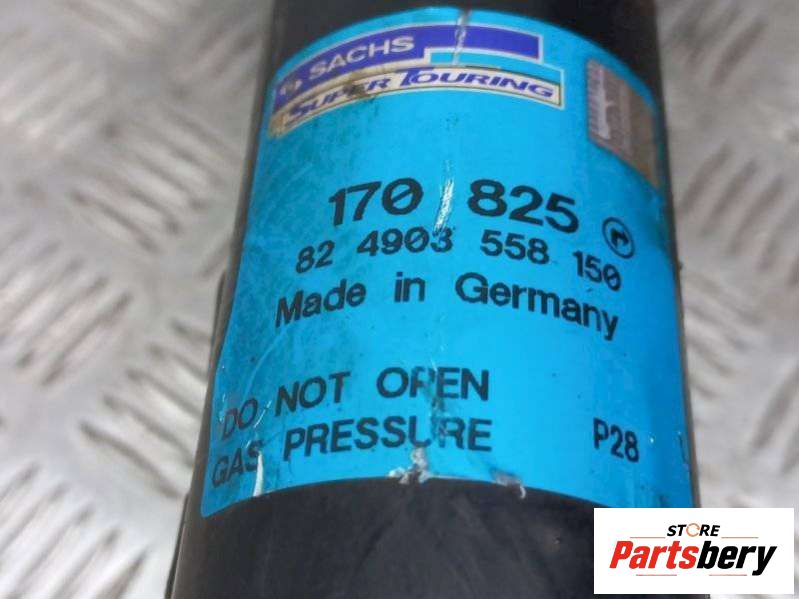 SACHS
SUPER TOURING
170 825
82 4903 558 150
Made in Germany
DO NOT OPEN
GAS PRESSURE P28
STORE
Partsbery